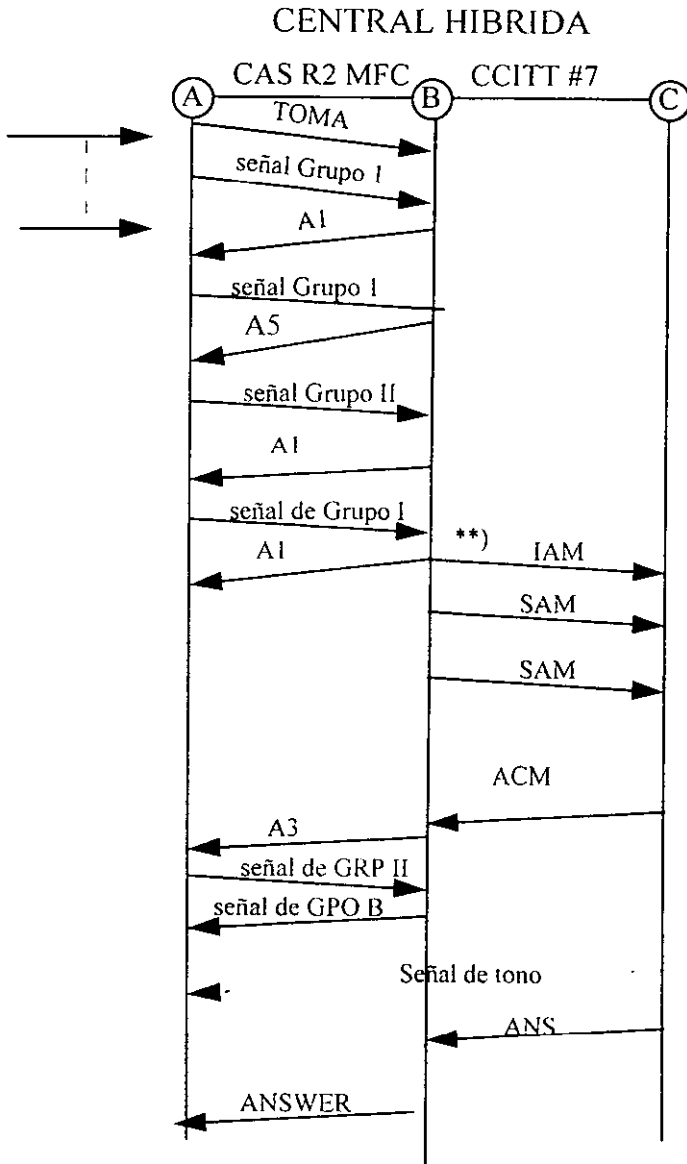 CENTRAL HIBRIDA
CAS R2 MFC CCITT #7
A B C
TOMA
señal Grupo I
A1
señal Grupo I
A5
señal Grupo II
A1
señal de Grupo I
**)
A1 IAM
SAM
SAM
ACM
A3
señal de GRP II
señal de GPO B
Señal de tono
ANS
ANSWER